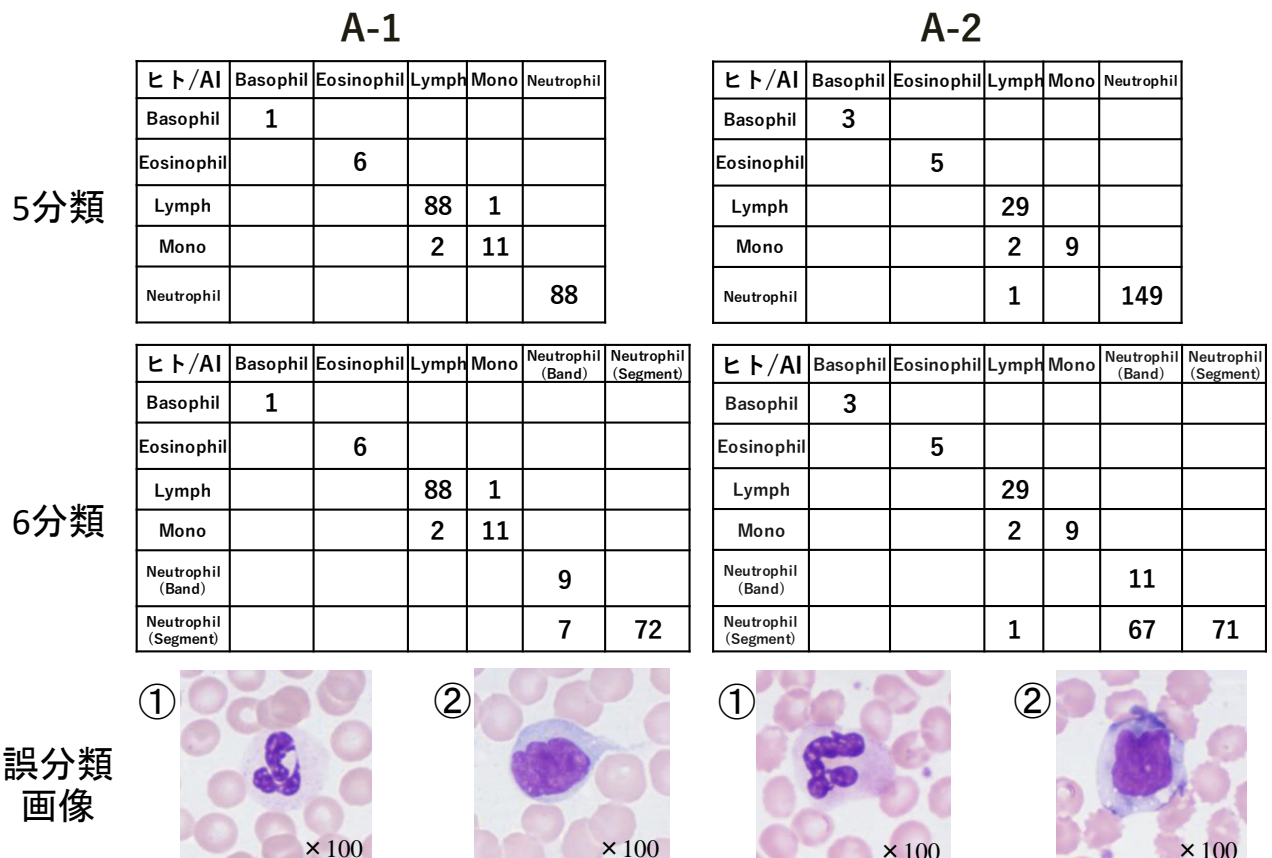 A-1
A-2
5分類
ヒト/AI Basophil Eosinophil Lymph Mono Neutrophil
Basophil 1
Eosinophil 6
Lymph 88 1
Mono 2 11
Neutrophil 88
ヒト/AI Basophil Eosinophil Lymph Mono Neutrophil
Basophil 3
Eosinophil 5
Lymph 29
Mono 2 9
Neutrophil 1 149
6分類
ヒト/AI Basophil Eosinophil Lymph Mono Neutrophil (Band) Neutrophil (Segment)
Basophil 1
Eosinophil 6
Lymph 88 1
Mono 2 11
Neutrophil (Band) 9
Neutrophil (Segment) 7 72
ヒト/AI Basophil Eosinophil Lymph Mono Neutrophil (Band) Neutrophil (Segment)
Basophil 3
Eosinophil 5
Lymph 29
Mono 2 9
Neutrophil (Band) 11
Neutrophil (Segment) 1 67 71
誤分類
画像
① ×100
② ×100
① ×100
② ×100